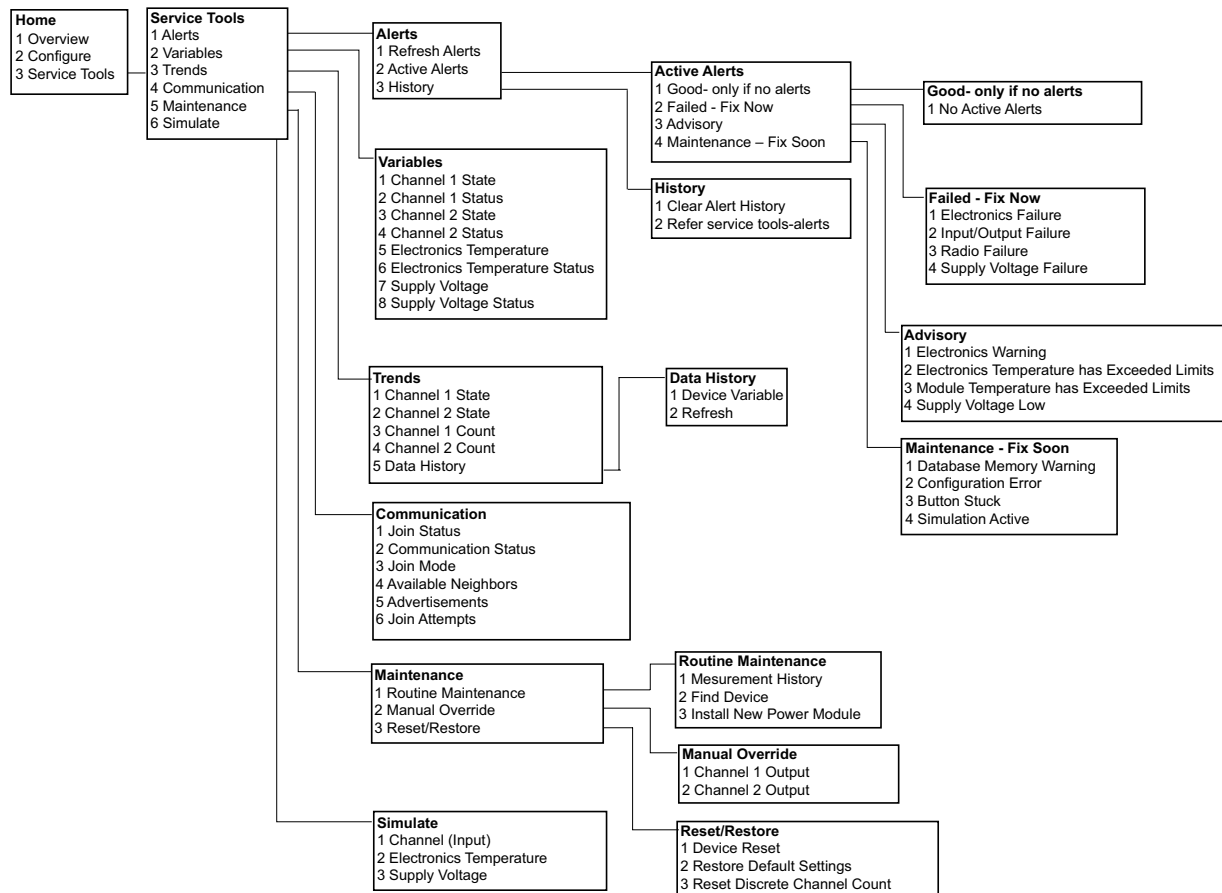 Home
1 Overview
2 Configure
3 Service Tools
Service Tools
1 Alerts
2 Variables
3 Trends
4 Communication
5 Maintenance
6 Simulate
Alerts
1 Refresh Alerts
2 Active Alerts
3 History
Active Alerts
1 Good- only if no alerts
2 Failed - Fix Now
3 Advisory
4 Maintenance – Fix Soon
Good- only if no alerts
1 No Active Alerts
History
1 Clear Alert History
2 Refer service tools-alerts
Failed - Fix Now
1 Electronics Failure
2 Input/Output Failure
3 Radio Failure
4 Supply Voltage Failure
Advisory
1 Electronics Warning
2 Electronics Temperature has Exceeded Limits
3 Module Temperature has Exceeded Limits
4 Supply Voltage Low
Maintenance - Fix Soon
1 Database Memory Warning
2 Configuration Error
3 Button Stuck
4 Simulation Active
Variables
1 Channel 1 State
2 Channel 1 Status
3 Channel 2 State
4 Channel 2 Status
5 Electronics Temperature
6 Electronics Temperature Status
7 Supply Voltage
8 Supply Voltage Status
Trends
1 Channel 1 State
2 Channel 2 State
3 Channel 1 Count
4 Channel 2 Count
5 Data History
Data History
1 Device Variable
2 Refresh
Communication
1 Join Status
2 Communication Status
3 Join Mode
4 Available Neighbors
5 Advertisements
6 Join Attempts
Maintenance
1 Routine Maintenance
2 Manual Override
3 Reset/Restore
Routine Maintenance
1 Mesurement History
2 Find Device
3 Install New Power Module
Manual Override
1 Channel 1 Output
2 Channel 2 Output
Reset/Restore
1 Device Reset
2 Restore Default Settings
3 Reset Discrete Channel Count
Simulate
1 Channel (Input)
2 Electronics Temperature
3 Supply Voltage